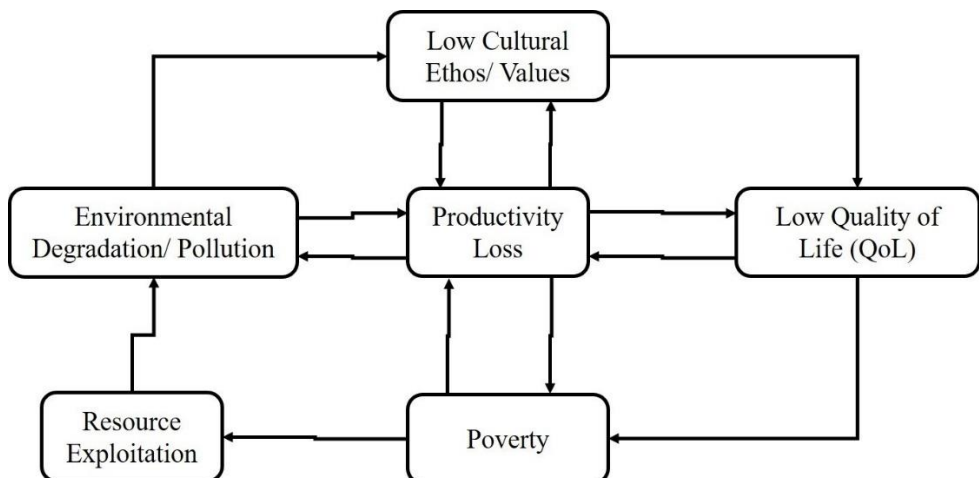 Low Cultural
Ethos/ Values
Environmental
Degradation/ Pollution
Productivity
Loss
Low Quality of
Life (QoL)
Resource
Exploitation
Poverty